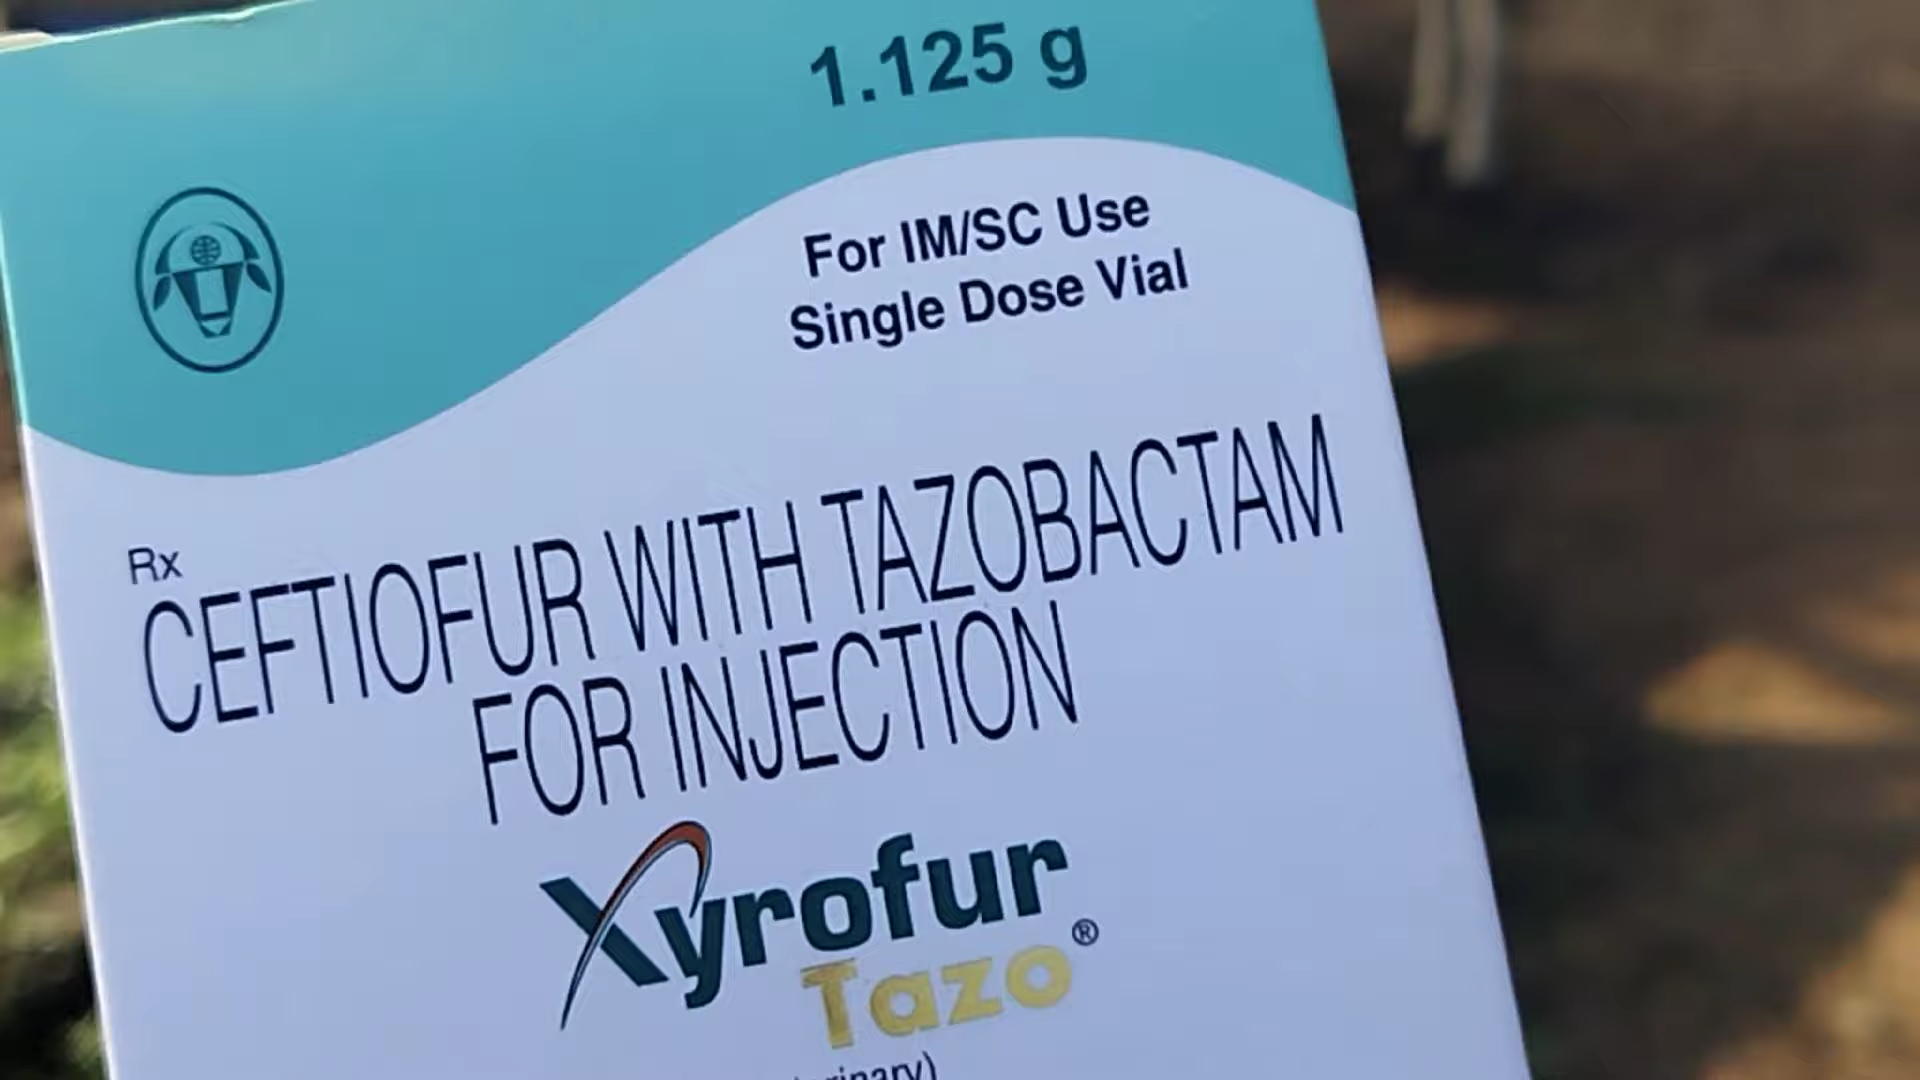 1.125 g
For IM/SC Use
Single Dose Vial
Rx
CEFTIOFUR WITH TAZOBACTAM
FOR INJECTION
Xyrofur
Tazo®